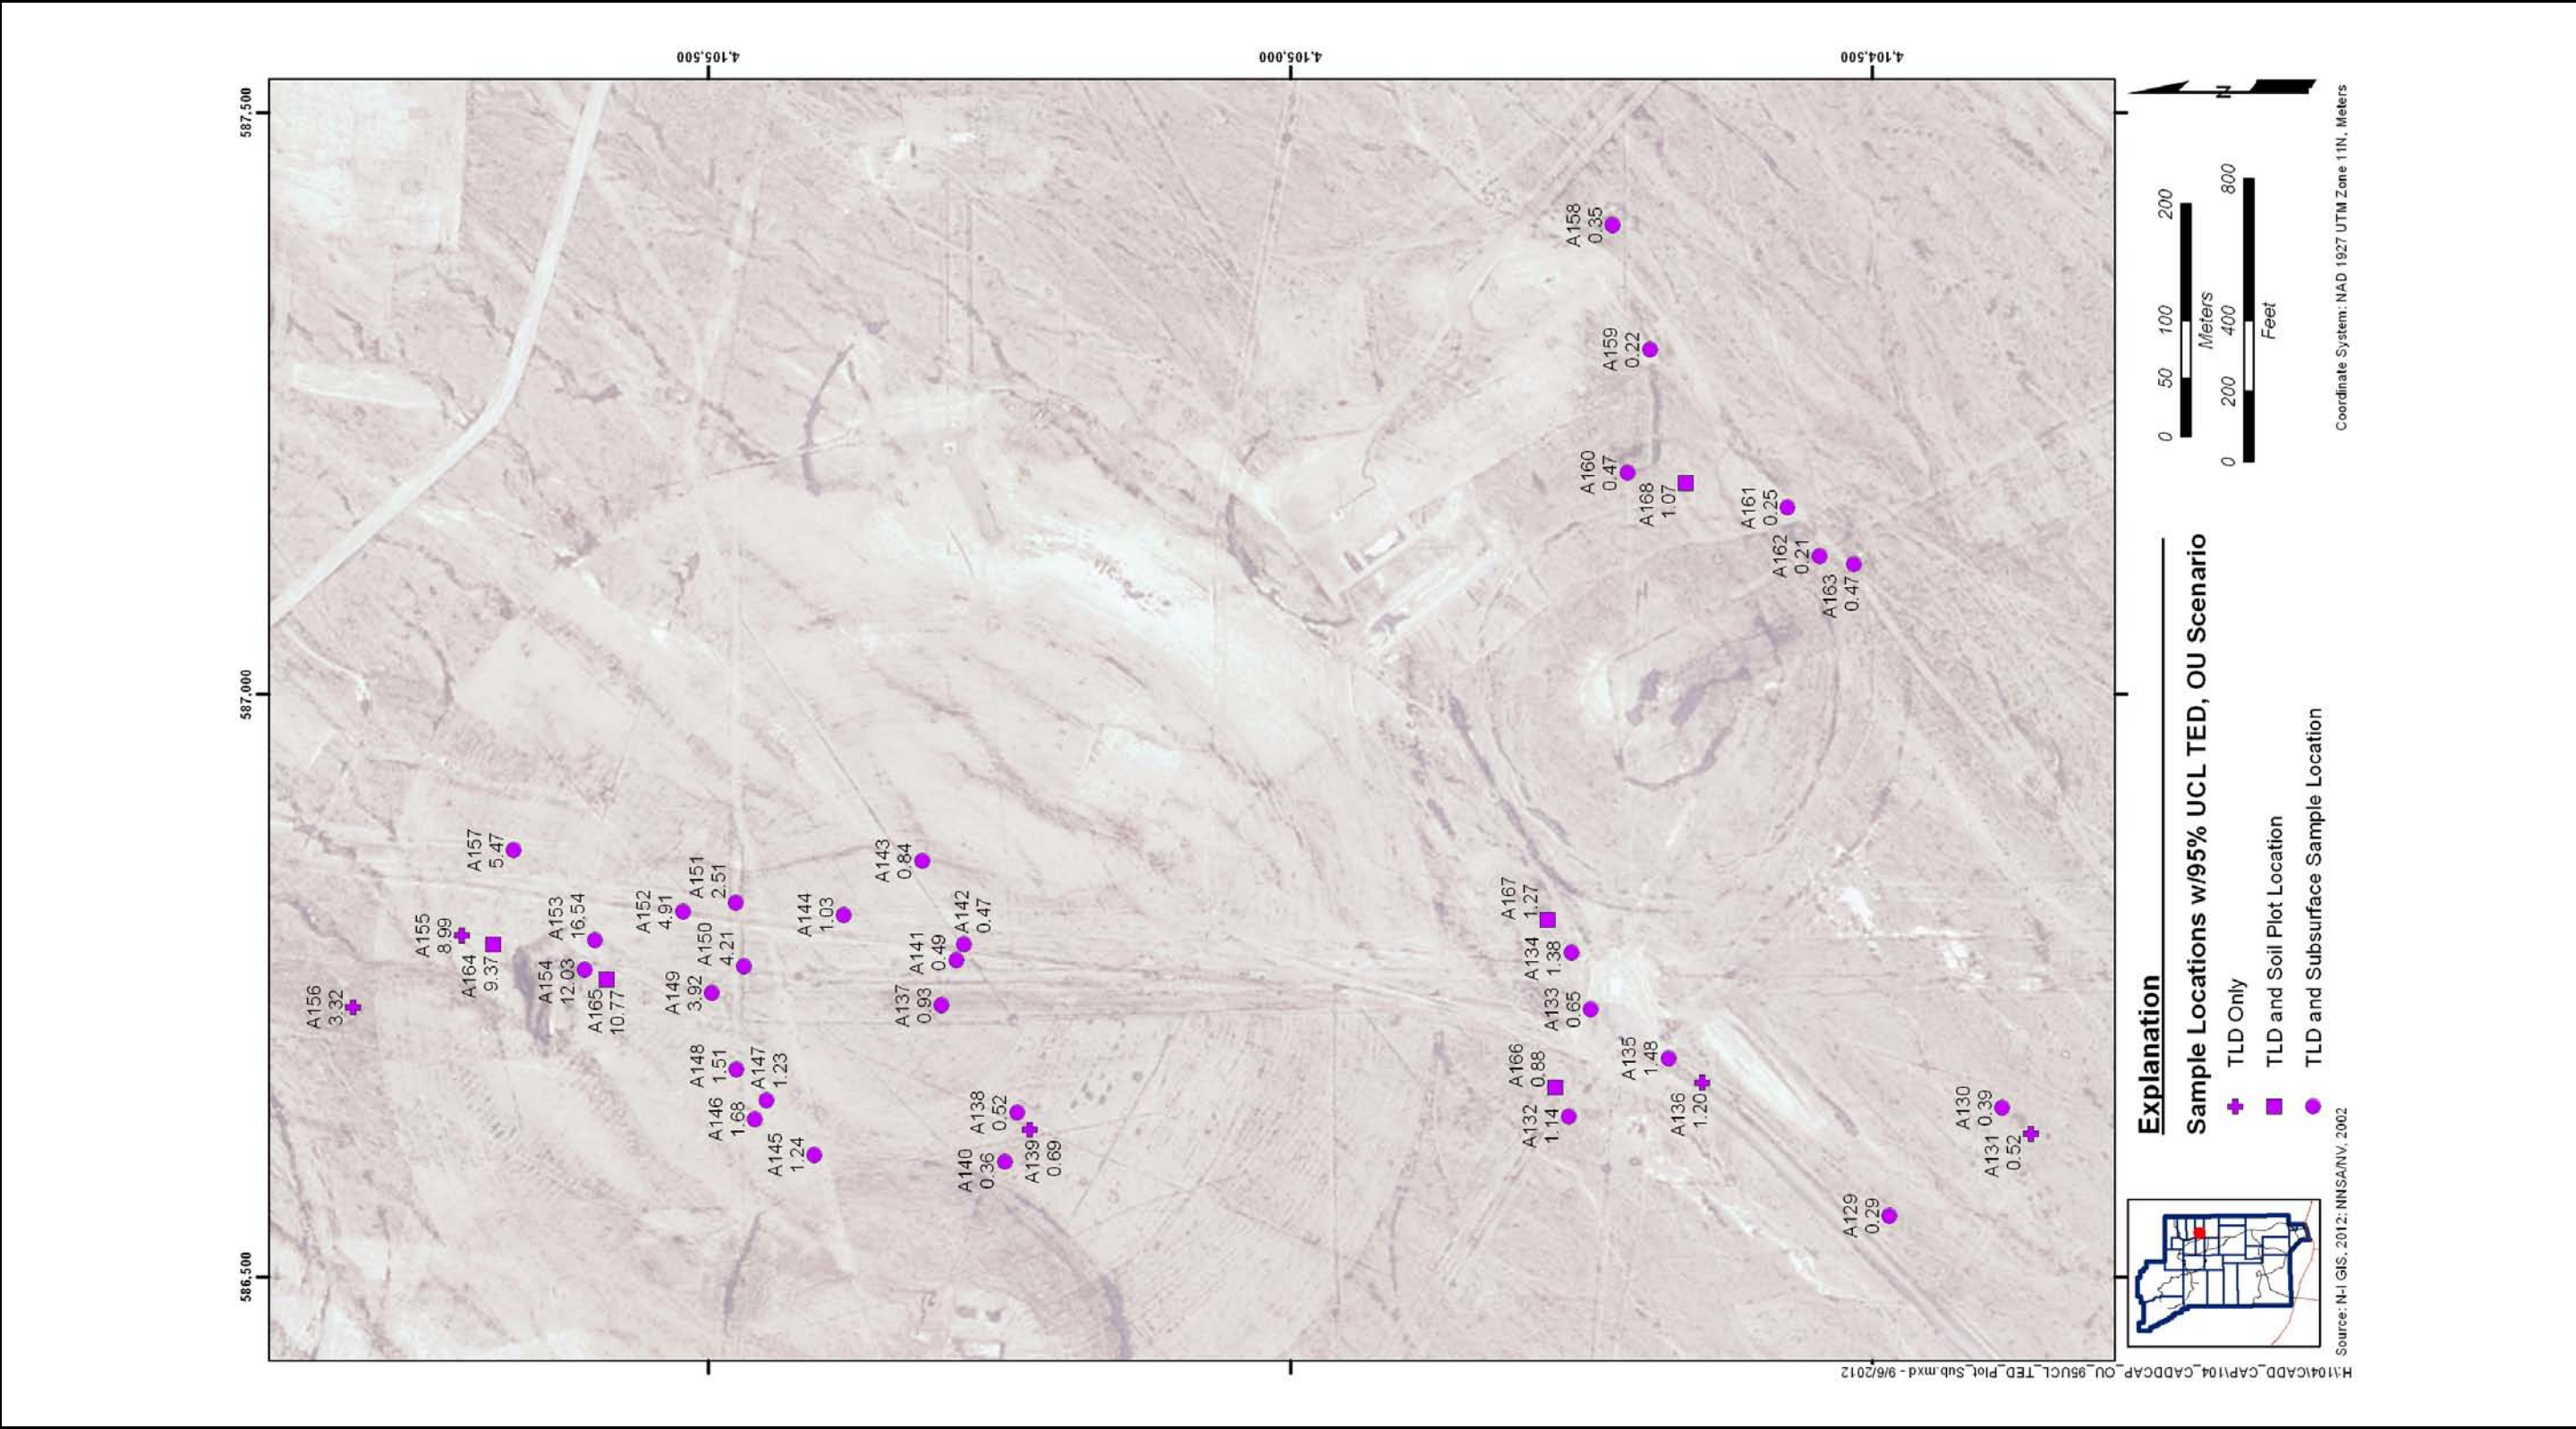 4,105,500
4,105,000
4,104,500
587,500
587,000
586,500
A156
3.32
A155
8.99
A164
9.37
A157
5.47
A154
12.03
A153
16.54
A165
10.77
A152
4.91
A151
2.51
A149
3.92
A150
4.21
A148
1.51
A147
1.23
A146
1.68
A145
1.24
A144
1.03
A143
0.84
A142
0.47
A141
0.49
A137
0.93
A138
0.52
A140
0.36
A139
0.69
A158
0.35
A159
0.22
A160
0.47
A168
1.07
A161
0.25
A162
0.21
A163
0.47
A167
1.27
A134
1.38
A133
0.65
A166
0.88
A132
1.14
A135
1.48
A136
1.20
A130
0.39
A131
0.52
A129
0.29
Explanation
Sample Locations w/95% UCL TED, OU Scenario
TLD Only
TLD and Soil Plot Location
TLD and Subsurface Sample Location
N
0 50 100 200
Meters
0 200 400 800
Feet
Source: N-I GIS, 2012; NNSA/NV, 2002
Coordinate System: NAD 1927 UTM Zone 11N, Meters
H:\104\CADD_CAP\104_CADDCAP_OU_95UCL_TED_Plot_Sub.mxd - 9/6/2012